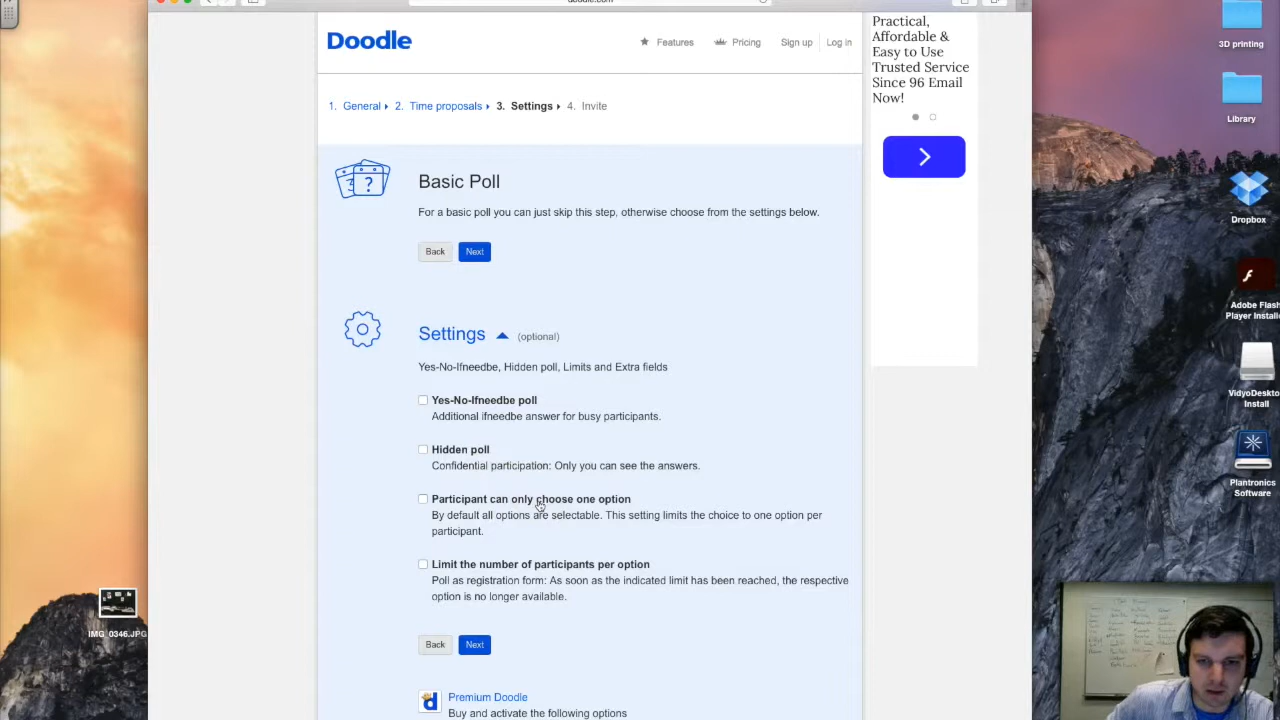 doodle.com
Doodle
Features
Pricing
Sign up
Log in
1. General
2. Time proposals
3. Settings
4. Invite
Basic Poll
For a basic poll you can just skip this step, otherwise choose from the settings below.
Back
Next
Settings
(optional)
Yes-No-Ifneedbe, Hidden poll, Limits and Extra fields
Yes-No-Ifneedbe poll
Additional ifneedbe answer for busy participants.
Hidden poll
Confidential participation: Only you can see the answers.
Participant can only choose one option
By default all options are selectable. This setting limits the choice to one option per
participant.
Limit the number of participants per option
Poll as registration form: As soon as the indicated limit has been reached, the respective
option is no longer available.
Back
Next
Premium Doodle
Buy and activate the following options
Practical,
Affordable &
Easy to Use
Trusted Service
Since 96 Email
Now!
3D printing
Library
Dropbox
Adobe Flash
Player Installe
VidyoDeskto
Install
Plantronics
Software
IMG_0346.JPG